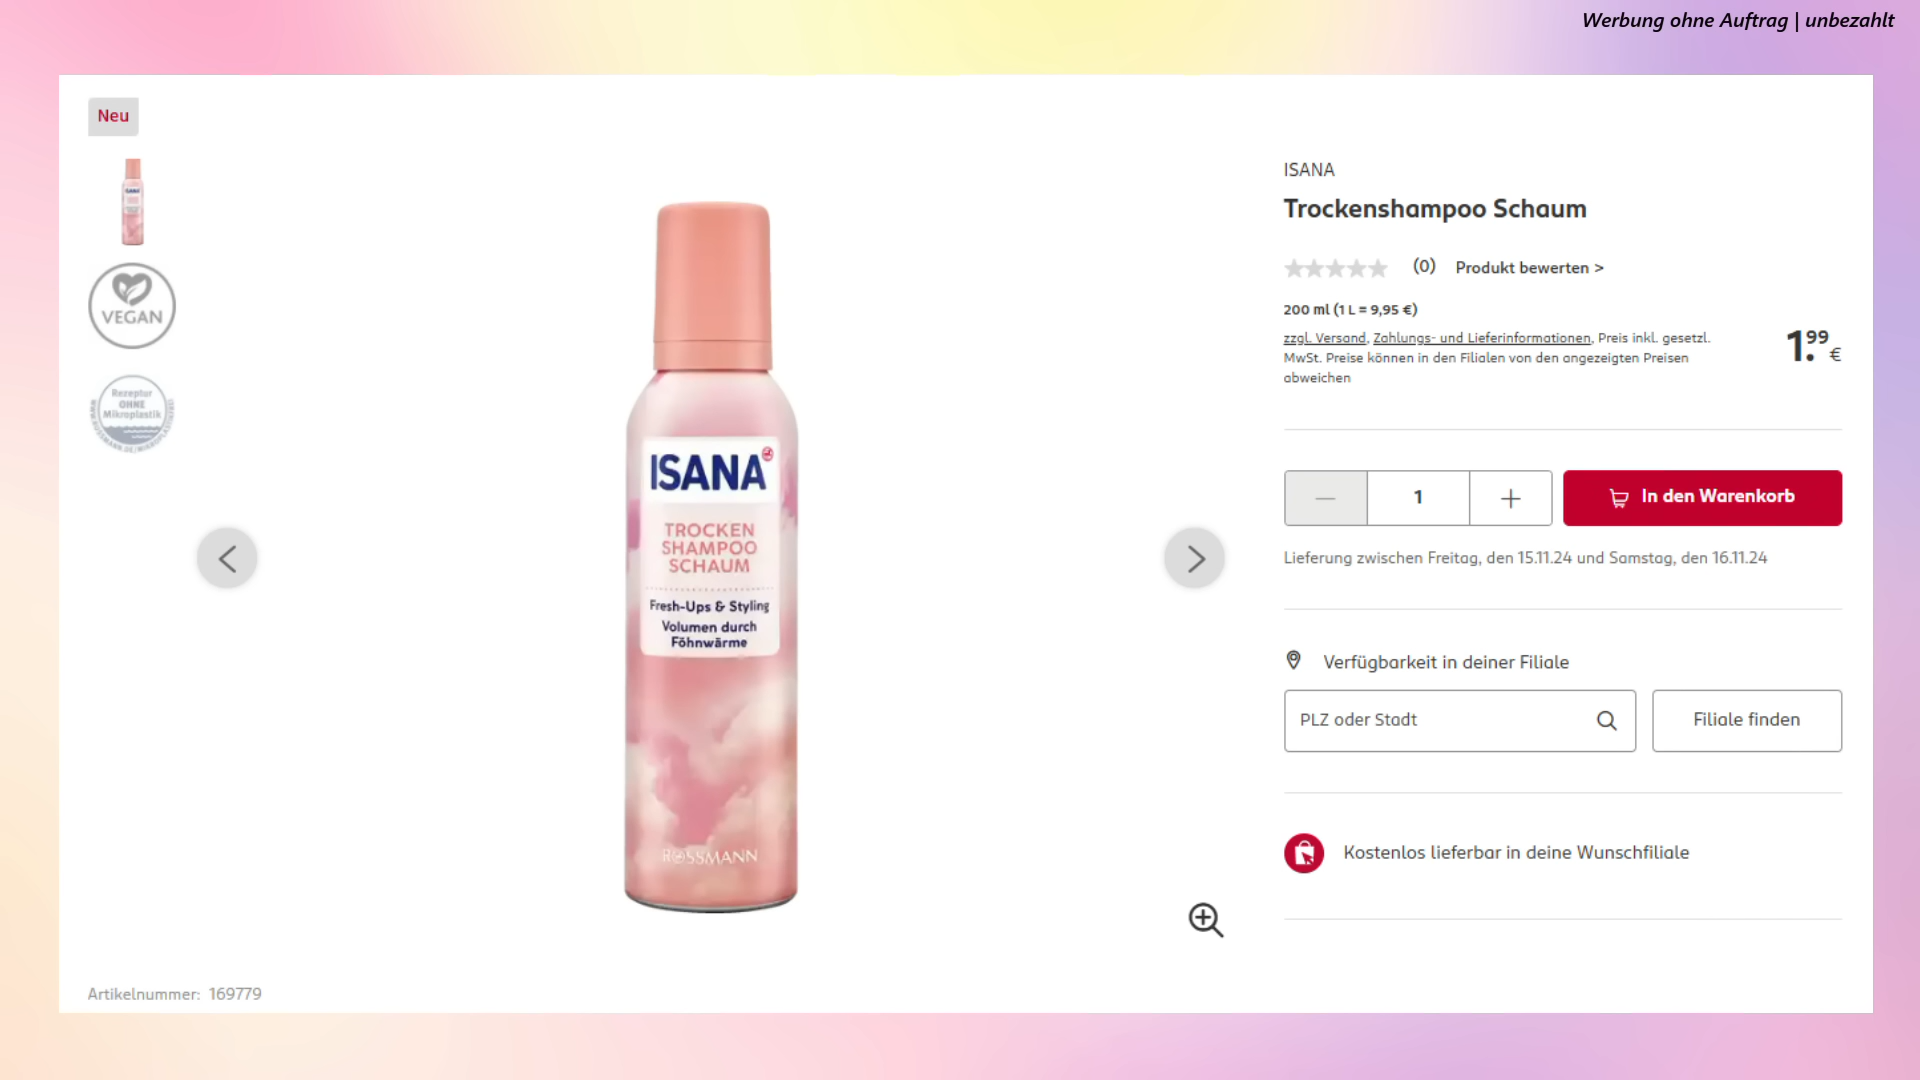 Werbung ohne Auftrag | unbezahlt
Neu
VEGAN
Rezeptur
OHNE
Mikroplastik
ISANA
TROCKEN
SHAMPOO
SCHAUM
Fresh-Ups & Styling
Volumen durch
Föhnwärme
ROSSMANN
Artikelnummer: 169779
ISANA
Trockenshampoo Schaum
(0) Produkt bewerten >
200 ml (1 L = 9,95 €)
zzgl. Versand, Zahlungs- und Lieferinformationen, Preis inkl. gesetzl.
MwSt. Preise können in den Filialen von den angezeigten Preisen
abweichen
1.99 €
1
In den Warenkorb
Lieferung zwischen Freitag, den 15.11.24 und Samstag, den 16.11.24
Verfügbarkeit in deiner Filiale
PLZ oder Stadt
Filiale finden
Kostenlos lieferbar in deine Wunschfiliale